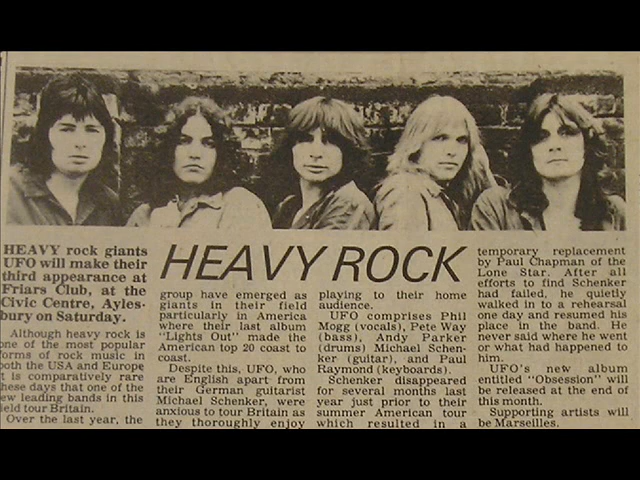 HEAVY ROCK
HEAVY rock giants
UFO will make their
third appearance at
Friars Club, at the
Civic Centre, Ayles-
bury on Saturday.
Although heavy rock is
one of the most popular
forms of rock music in
both the USA and Europe
it is comparatively rare
these days that one of the
few leading bands in this
field tour Britain.
Over the last year, the
group have emerged as
giants in their field
particularly in America
where their last album
"Lights Out" made the
American top 20 coast to
coast.
Despite this, UFO, who
are English apart from
their German guitarist
Michael Schenker, were
anxious to tour Britain as
they thoroughly enjoy
playing to their home
audience.
UFO comprises Phil
Mogg (vocals), Pete Way
(bass), Andy Parker
(drums) Michael Schen-
ker (guitar), and Paul
Raymond (keyboards).
Schenker disappeared
for several months last
year just prior to their
summer American tour
which resulted in a
temporary replacement
by Paul Chapman of the
Lone Star. After all
efforts to find Schenker
had failed, he quietly
walked in to a rehearsal
one day and resumed his
place in the band. He
never said where he went
or what had happened to
him.
UFO's new album
entitled "Obsession" will
be released at the end of
this month.
Supporting artists will
be Marseilles.